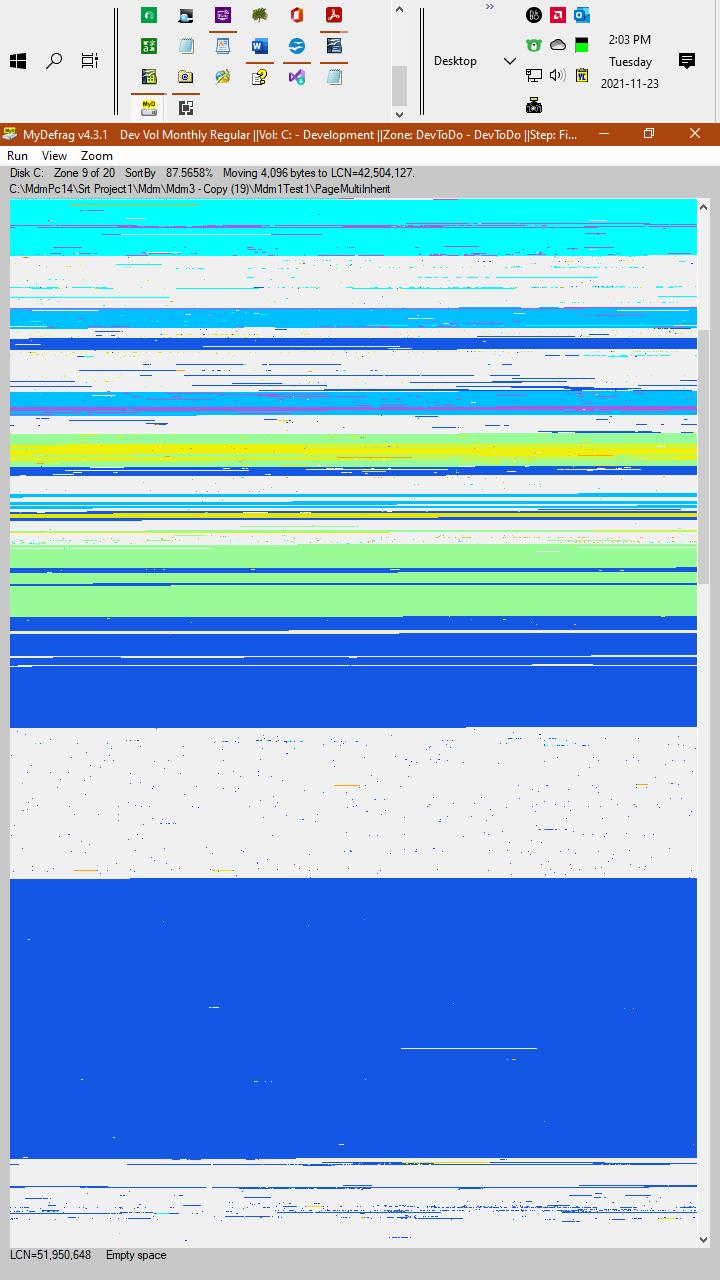 2:03 PM
Desktop
Tuesday
2021-11-23
MyDefrag v4.3.1 Dev Vol Monthly Regular ||Vol: C: - Development ||Zone: DevToDo - DevToDo ||Step: Fi...
Run View Zoom
Disk C: Zone 9 of 20 SortBy 87.5658% Moving 4,096 bytes to LCN=42,504,127.
C:\MdmPc14\Srt Project1\Mdm\Mdm3 - Copy (19)\Mdm1Test1\PageMultiInherit
LCN=51,950,648 Empty space